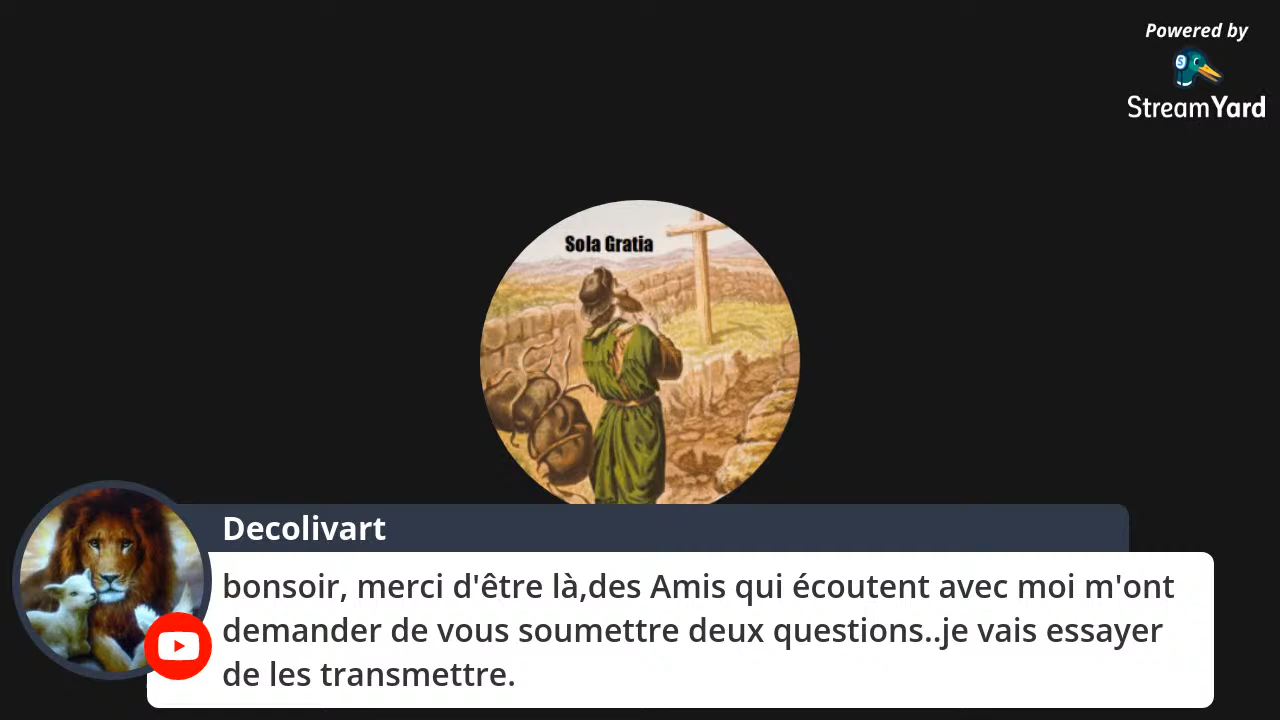 Powered by
StreamYard
Sola Gratia
Decolivart
bonsoir, merci d'être là,des Amis qui écoutent avec moi m'ont
demander de vous soumettre deux questions..je vais essayer
de les transmettre.